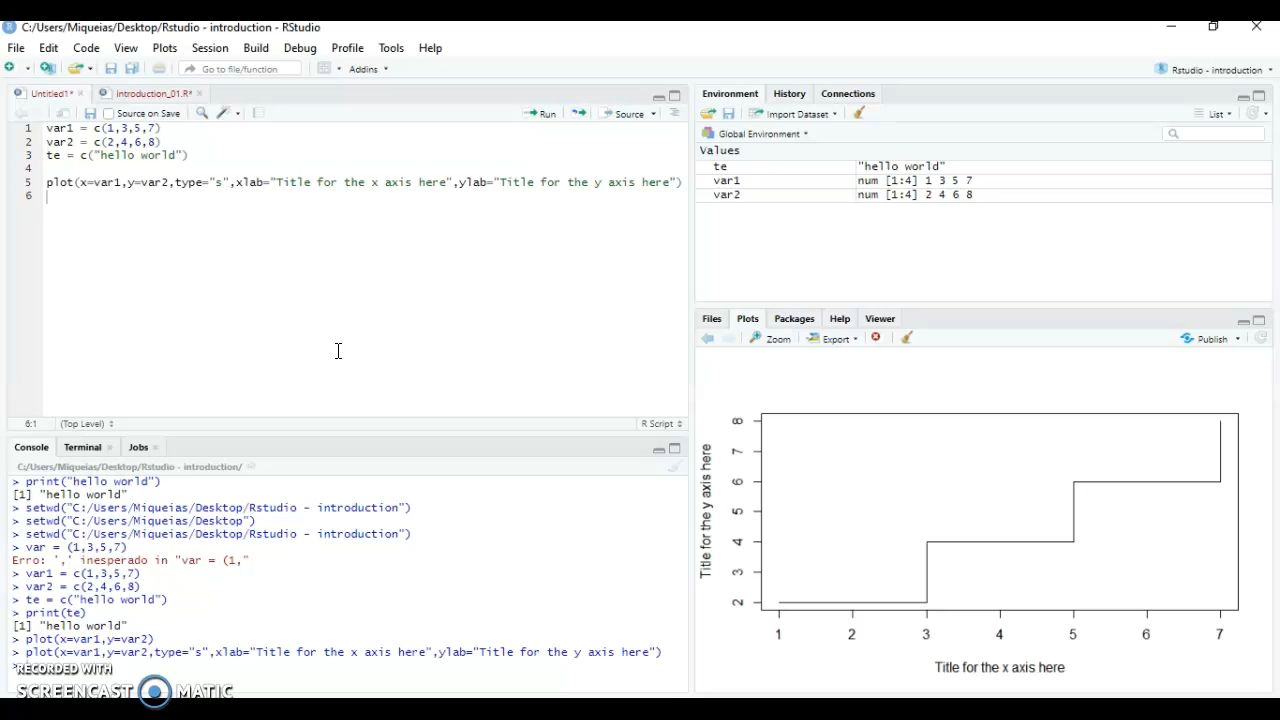 C:/Users/Miqueias/Desktop/Rstudio - introduction - RStudio
File Edit Code View Plots Session Build Debug Profile Tools Help
Go to file/function Addins Rstudio - introduction
Untitled1* introduction_01.R*
Source on Save Run Source
1 var1 = c(1,3,5,7)
2 var2 = c(2,4,6,8)
3 te = c("hello world")
4
5 plot(x=var1,y=var2,type="s",xlab="Title for the x axis here",ylab="Title for the y axis here")
6
6:1 (Top Level) R Script
Console Terminal Jobs
C:/Users/Miqueias/Desktop/Rstudio - introduction/
> print("hello world")
[1] "hello world"
> setwd("C:/Users/Miqueias/Desktop/Rstudio - introduction")
> setwd("C:/Users/Miqueias/Desktop")
> setwd("C:/Users/Miqueias/Desktop/Rstudio - introduction")
> var = (1,3,5,7)
Erro: ',' inesperado in "var = (1,"
> var1 = c(1,3,5,7)
> var2 = c(2,4,6,8)
> te = c("hello world")
> print(te)
[1] "hello world"
> plot(x=var1,y=var2)
> plot(x=var1,y=var2,type="s",xlab="Title for the x axis here",ylab="Title for the y axis here")
>
RECORDED WITH
SCREENCAST MATIC
Environment History Connections
Import Dataset List
Global Environment
Values
te "hello world"
var1 num [1:4] 1 3 5 7
var2 num [1:4] 2 4 6 8
Files Plots Packages Help Viewer
Zoom Export Publish
Title for the y axis here
8
7
6
5
4
3
2
1 2 3 4 5 6 7
Title for the x axis here